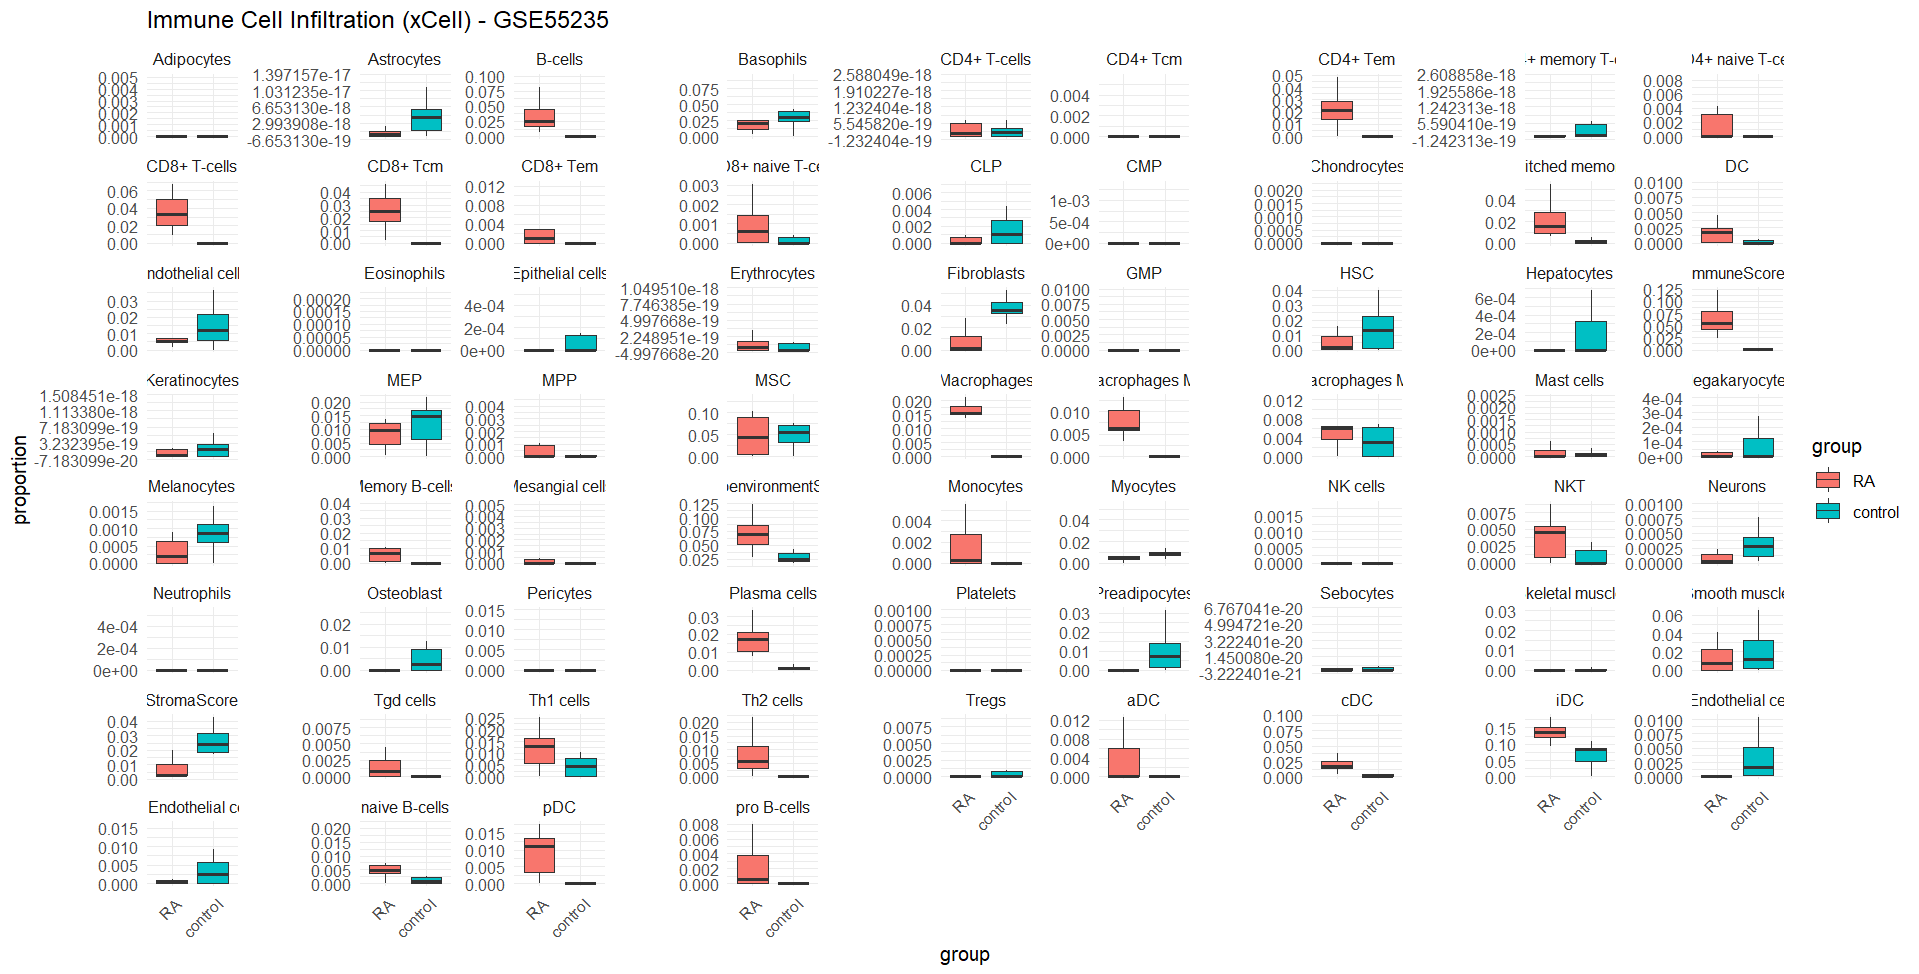 Immune Cell Infiltration (xCell) - GSE55235
Adipocytes
0.005
0.004
0.003
0.002
0.001
0.000
Astrocytes
1.397157e-17
1.031235e-17
6.653130e-18
2.993908e-18
-6.653130e-19
B-cells
0.100
0.075
0.050
0.025
0.000
Basophils
0.075
0.050
0.025
0.000
CD4+ T-cells
2.588049e-18
1.910227e-18
1.232404e-18
5.545820e-19
-1.232404e-19
CD4+ Tcm
0.004
0.002
0.000
CD4+ Tem
0.05
0.04
0.03
0.02
0.01
0.00
+ memory T-c
2.608858e-18
1.925586e-18
1.242313e-18
5.590410e-19
-1.242313e-19
D4+ naive T-ce
0.008
0.006
0.004
0.002
0.000
CD8+ T-cells
0.06
0.04
0.02
0.00
CD8+ Tcm
0.04
0.03
0.02
0.01
0.00
CD8+ Tem
0.012
0.008
0.004
0.000
D8+ naive T-ce
0.003
0.002
0.001
0.000
CLP
0.006
0.004
0.002
0.000
CMP
1e-03
5e-04
0e+00
Chondrocytes
0.0020
0.0015
0.0010
0.0005
0.0000
itched memo
0.04
0.02
0.00
DC
0.0100
0.0075
0.0050
0.0025
0.0000
ndothelial cell
0.03
0.02
0.01
0.00
Eosinophils
0.00020
0.00015
0.00010
0.00005
0.00000
Epithelial cells
4e-04
2e-04
0e+00
Erythrocytes
1.049510e-18
7.746385e-19
4.997668e-19
2.248951e-19
-4.997668e-20
Fibroblasts
0.04
0.02
0.00
GMP
0.0100
0.0075
0.0050
0.0025
0.0000
HSC
0.04
0.03
0.02
0.01
0.00
Hepatocytes
6e-04
4e-04
2e-04
0e+00
mmuneScore
0.125
0.100
0.075
0.050
0.025
0.000
Keratinocytes
1.508451e-18
1.113380e-18
7.183099e-19
3.232395e-19
-7.183099e-20
MEP
0.020
0.015
0.010
0.005
0.000
MPP
0.004
0.003
0.002
0.001
0.000
MSC
0.10
0.05
0.00
Macrophages
0.020
0.015
0.010
0.005
0.000
acrophages M
0.010
0.005
0.000
acrophages M
0.012
0.008
0.004
0.000
Mast cells
0.0025
0.0020
0.0015
0.0010
0.0005
0.0000
egakaryocyte
4e-04
3e-04
2e-04
1e-04
0e+00
Melanocytes
0.0015
0.0010
0.0005
0.0000
Memory B-cells
0.04
0.03
0.02
0.01
0.00
Mesangial cell
0.005
0.004
0.003
0.002
0.001
0.000
oenvironmentS
0.125
0.100
0.075
0.050
0.025
Monocytes
0.004
0.002
0.000
Myocytes
0.04
0.02
0.00
NK cells
0.0015
0.0010
0.0005
0.0000
NKT
0.0075
0.0050
0.0025
0.0000
Neurons
0.00100
0.00075
0.00050
0.00025
0.00000
Neutrophils
4e-04
2e-04
0e+00
Osteoblast
0.02
0.01
0.00
Pericytes
0.015
0.010
0.005
0.000
Plasma cells
0.03
0.02
0.01
0.00
Platelets
0.00100
0.00075
0.00050
0.00025
0.00000
Preadipocytes
0.03
0.02
0.01
0.00
Sebocytes
6.767041e-20
4.994721e-20
3.222401e-20
1.450080e-20
-3.222401e-21
keletal muscl
0.03
0.02
0.01
0.00
Smooth muscle
0.06
0.04
0.02
0.00
StromaScore
0.04
0.03
0.02
0.01
0.00
Tgd cells
0.0075
0.0050
0.0025
0.0000
Th1 cells
0.025
0.020
0.015
0.010
0.005
0.000
Th2 cells
0.020
0.015
0.010
0.005
0.000
Tregs
0.0075
0.0050
0.0025
0.0000
aDC
0.012
0.008
0.004
0.000
cDC
0.100
0.075
0.050
0.025
0.000
iDC
0.15
0.10
0.05
0.00
Endothelial ce
0.0100
0.0075
0.0050
0.0025
0.0000
RA
control
RA
control
RA
control
RA
control
RA
control
Endothelial ce
0.015
0.010
0.005
0.000
naive B-cells
0.020
0.015
0.010
0.005
0.000
pDC
0.015
0.010
0.005
0.000
pro B-cells
0.008
0.006
0.004
0.002
0.000
RA
control
RA
control
RA
control
RA
control
group
proportion
group
RA
control